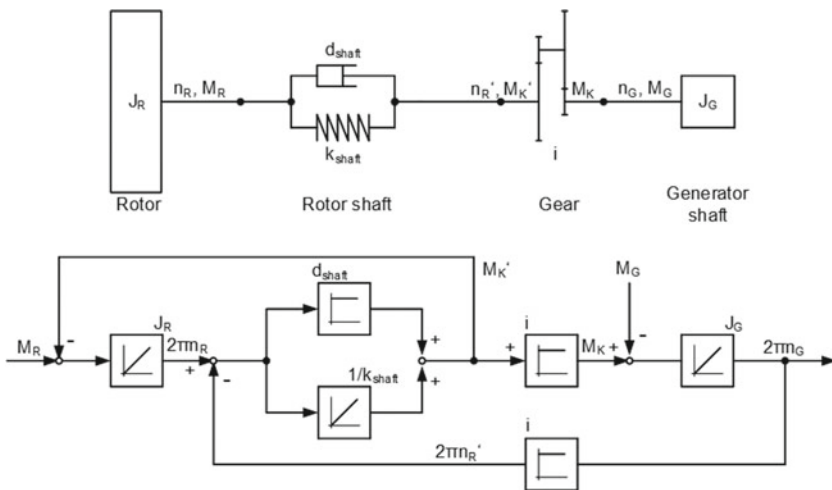 d_shaft
J_R
n_R, M_R
n_R‘, M_K‘
M_K
n_G, M_G
J_G
k_shaft
i
Rotor
Rotor shaft
Gear
Generator
shaft
d_shaft
M_K‘
M_G
M_R
-
J_R
2πn_R
+
-
+
+
1/k_shaft
+
i
M_K
+
-
J_G
2πn_G
2πn_R‘
i